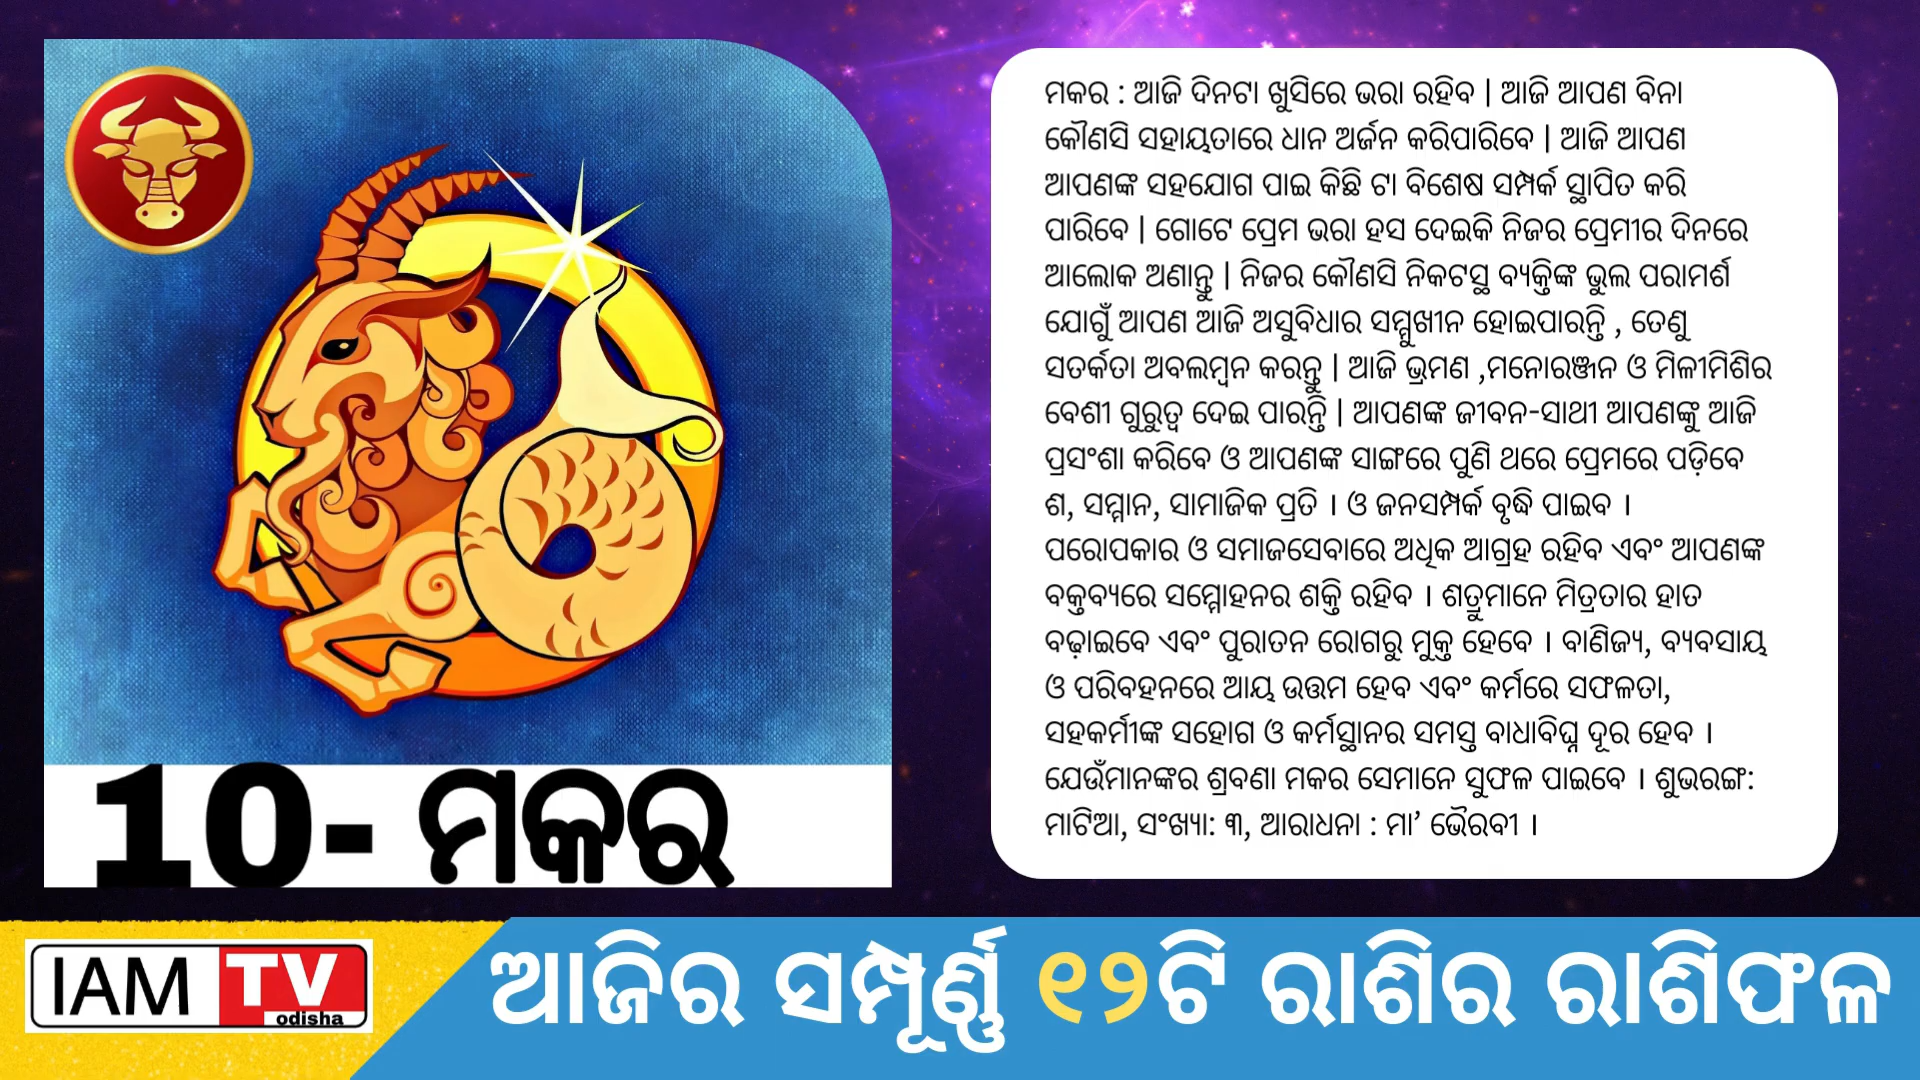 ମକର : ଆଜି ଦିନଟା ଖୁସିରେ ଭରା ରହିବ | ଆଜି ଆପଣ ବିନା
କୌଣସି ସହାୟତାରେ ଧାନ ଅର୍ଜନ କରିପାରିବେ | ଆଜି ଆପଣ
ଆପଣଙ୍କ ସହଯୋଗ ପାଇ କିଛି ଟା ବିଶେଷ ସମ୍ପର୍କ ସ୍ଥାପିତ କରି
ପାରିବେ | ଗୋଟେ ପ୍ରେମ ଭରା ହସ ଦେଇକି ନିଜର ପ୍ରେମୀର ଦିନରେ
ଆଲୋକ ଅଣାନ୍ତୁ | ନିଜର କୌଣସି ନିକଟସ୍ଥ ବ୍ୟକ୍ତିଙ୍କ ଭୁଲ ପରାମର୍ଶ
ଯୋଗୁଁ ଆପଣ ଆଜି ଅସୁବିଧାର ସମ୍ମୁଖୀନ ହୋଇପାରନ୍ତି , ତେଣୁ
ସତର୍କତା ଅବଲମ୍ବନ କରନ୍ତୁ | ଆଜି ଭ୍ରମଣ ,ମନୋରଞ୍ଜନ ଓ ମିଳୀମିଶିର
ବେଶୀ ଗୁରୁତ୍ୱ ଦେଇ ପାରନ୍ତି | ଆପଣଙ୍କ ଜୀବନ-ସାଥୀ ଆପଣଙ୍କୁ ଆଜି
ପ୍ରସଂଶା କରିବେ ଓ ଆପଣଙ୍କ ସାଙ୍ଗରେ ପୁଣି ଥରେ ପ୍ରେମରେ ପଡ଼ିବେ
ଶ, ସମ୍ମାନ, ସାମାଜିକ ପ୍ରତି । ଓ ଜନସମ୍ପର୍କ ବୃଦ୍ଧି ପାଇବ ।
ପରୋପକାର ଓ ସମାଜସେବାରେ ଅଧିକ ଆଗ୍ରହ ରହିବ ଏବଂ ଆପଣଙ୍କ
ବକ୍ତବ୍ୟରେ ସମ୍ମୋହନର ଶକ୍ତି ରହିବ । ଶତ୍ରୁମାନେ ମିତ୍ରତାର ହାତ
ବଢ଼ାଇବେ ଏବଂ ପୁରାତନ ରୋଗରୁ ମୁକ୍ତ ହେବେ । ବାଣିଜ୍ୟ, ବ୍ୟବସାୟ
ଓ ପରିବହନରେ ଆୟ ଉତ୍ତମ ହେବ ଏବଂ କର୍ମରେ ସଫଳତା,
ସହକର୍ମୀଙ୍କ ସହୋଗ ଓ କର୍ମସ୍ଥାନର ସମସ୍ତ ବାଧାବିଘ୍ନ ଦୂର ହେବ ।
ଯେଉଁମାନଙ୍କର ଶ୍ରବଣା ମକର ସେମାନେ ସୁଫଳ ପାଇବେ । ଶୁଭରଙ୍ଗ:
ମାଟିଆ, ସଂଖ୍ୟା: ୩, ଆରାଧନା : ମା’ ଭୈରବୀ ।
10- ମକର
IAM TV
odisha
ଆଜିର ସମ୍ପୂର୍ଣ୍ଣ ୧୨ଟି ରାଶିର ରାଶିଫଳ